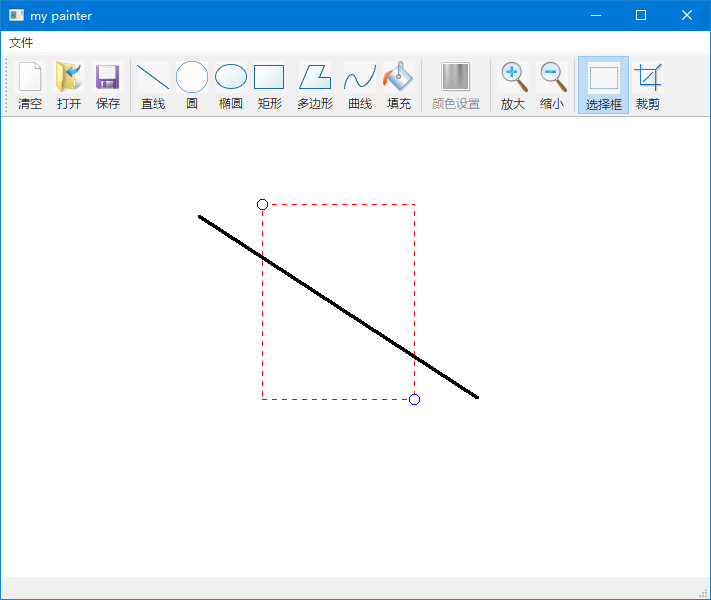 my painter
文件
清空 打开 保存 直线 圆 椭圆 矩形 多边形 曲线 填充 颜色设置 放大 缩小 选择框 裁剪